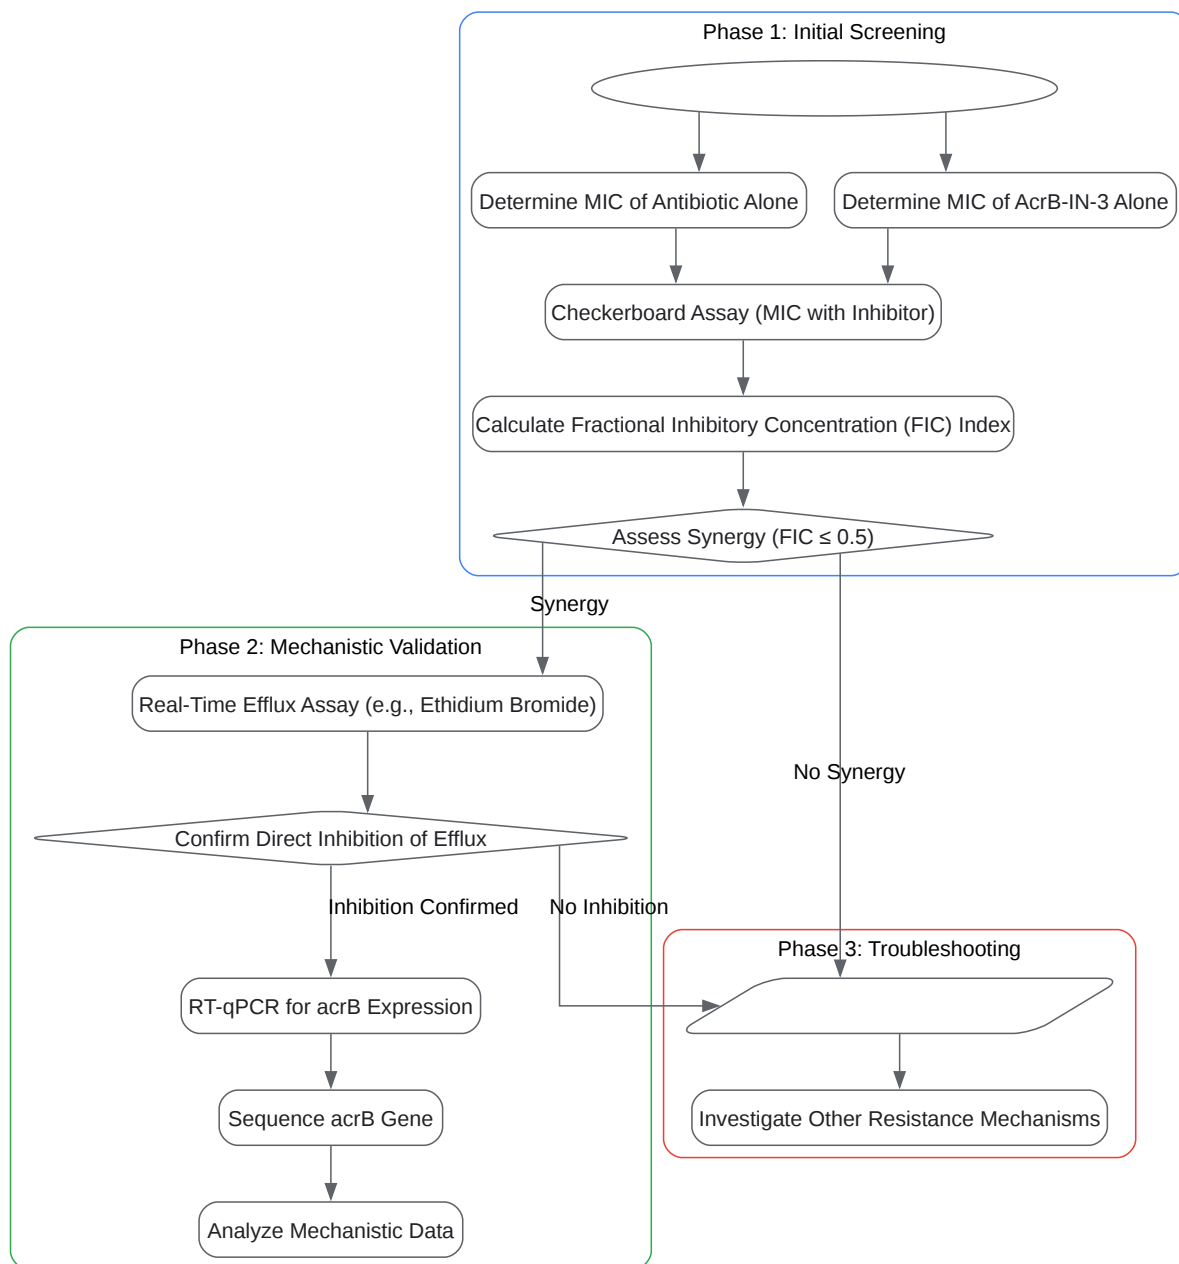 Phase 1: Initial Screening
Determine MIC of Antibiotic Alone
Determine MIC of AcrB-IN-3 Alone
Checkerboard Assay (MIC with Inhibitor)
Calculate Fractional Inhibitory Concentration (FIC) Index
Assess Synergy (FIC ≤ 0.5)
Synergy
Phase 2: Mechanistic Validation
Real-Time Efflux Assay (e.g., Ethidium Bromide)
No Synergy
Confirm Direct Inhibition of Efflux
Inhibition Confirmed
No Inhibition
Phase 3: Troubleshooting
RT-qPCR for acrB Expression
Sequence acrB Gene
Investigate Other Resistance Mechanisms
Analyze Mechanistic Data